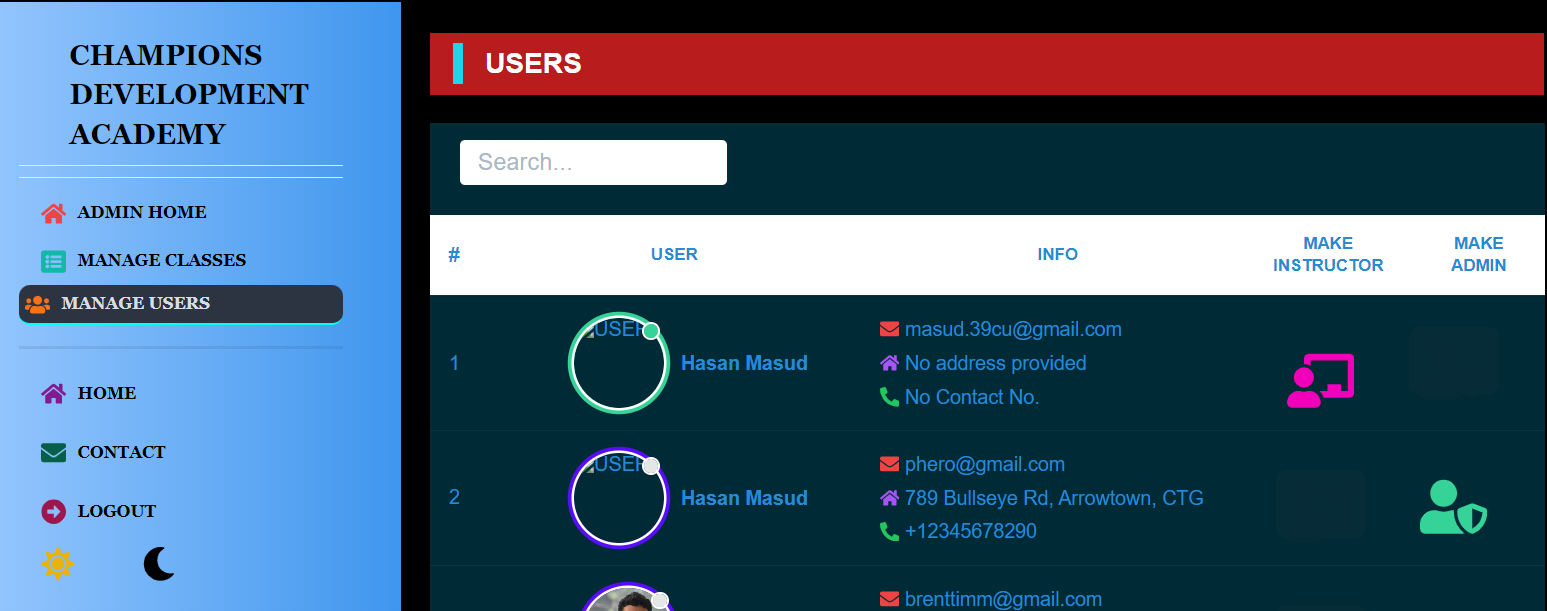 CHAMPIONS
DEVELOPMENT
ACADEMY
ADMIN HOME
MANAGE CLASSES
MANAGE USERS
HOME
CONTACT
LOGOUT
USERS
Search...
# USER INFO MAKE INSTRUCTOR MAKE ADMIN
USER
masud.39cu@gmail.com
1 Hasan Masud No address provided
No Contact No.
USER
phero@gmail.com
2 Hasan Masud 789 Bullseye Rd, Arrowtown, CTG
+12345678290
brenttimm@gmail.com